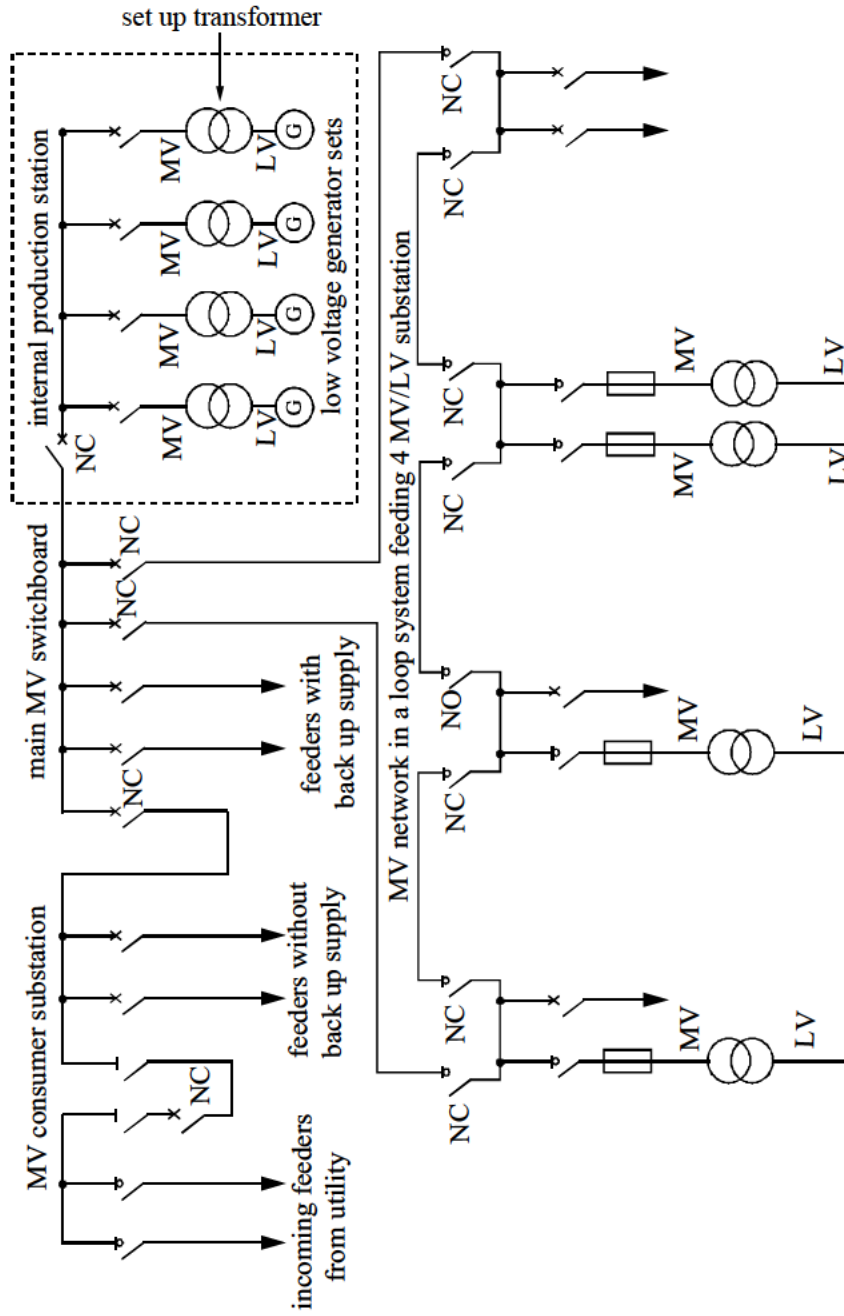 set up transformer
internal production station
MV
LV
G
MV
LV
G
MV
LV
G
MV
LV
G
low voltage generator sets
NC
main MV switchboard
NC
NC
feeders with
back up supply
NC
MV consumer substation
feeders without
back up supply
NC
incoming feeders
from utility
MV network in a loop system feeding 4 MV/LV substation
NC
NC
NC
NC
MV
LV
MV
LV
NO
NC
MV
LV
NC
NC
MV
LV